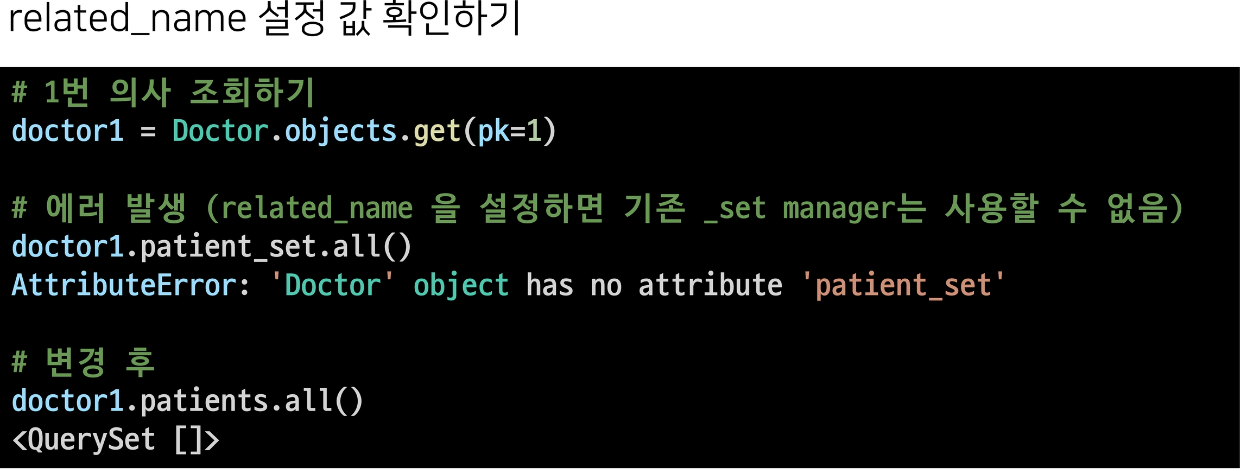 related_name 설정 값 확인하기
# 1번 의사 조회하기
doctor1 = Doctor.objects.get(pk=1)
# 에러 발생 (related_name 을 설정하면 기존 _set manager는 사용할 수 없음)
doctor1.patient_set.all()
AttributeError: 'Doctor' object has no attribute 'patient_set'
# 변경 후
doctor1.patients.all()
<QuerySet []>